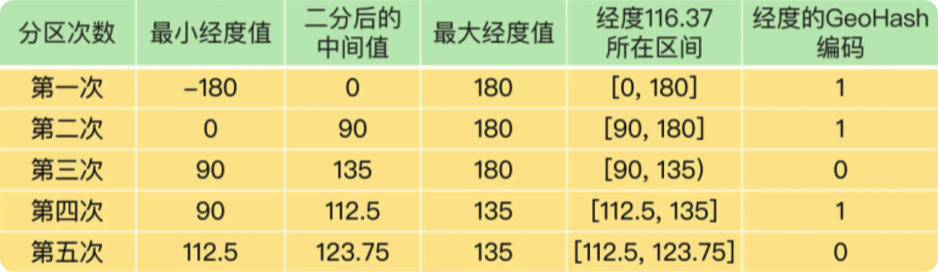 分区次数 最小经度值 二分后的中间值 最大经度值 经度116.37所在区间 经度的GeoHash编码
第一次 -180 0 180 [0, 180] 1
第二次 0 90 180 [90, 180] 1
第三次 90 135 180 [90, 135) 0
第四次 90 112.5 135 [112.5, 135] 1
第五次 112.5 123.75 135 [112.5, 123.75] 0